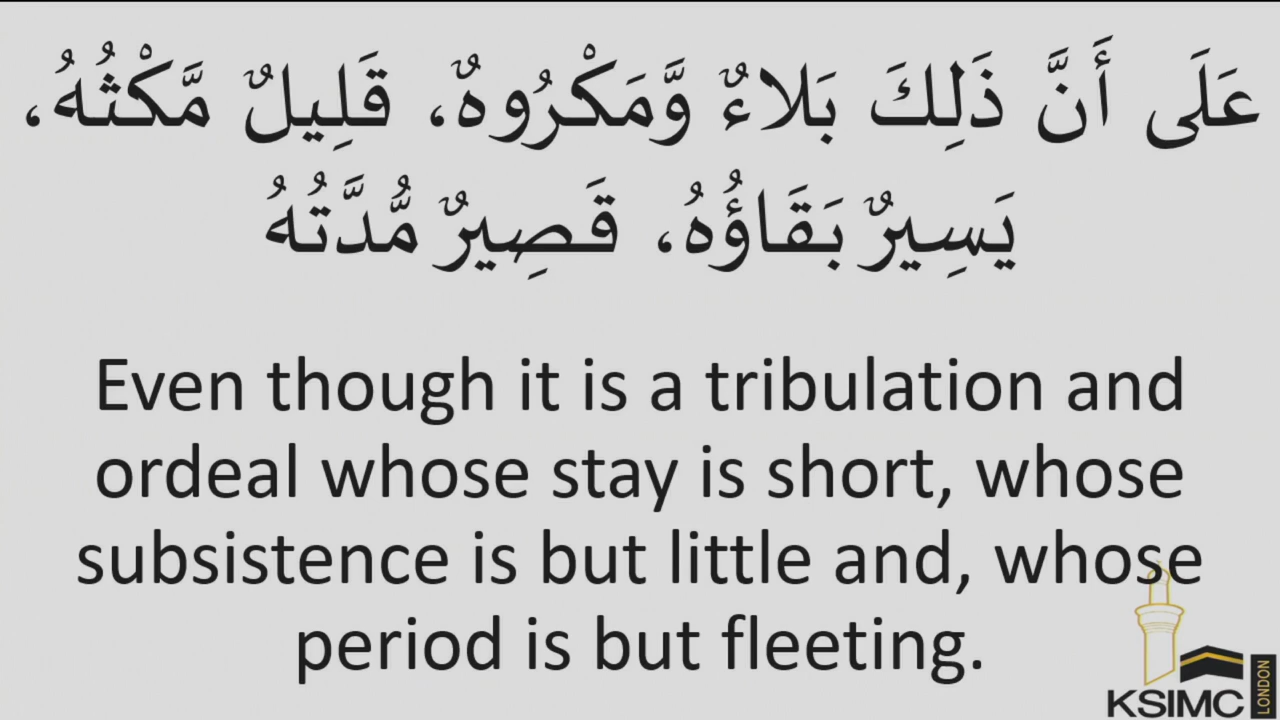 عَلَى أَنَّ ذَلِكَ بَلاءٌ وَّمَكْرُوهٌ، قَلِيلٌ مَّكْثُهُ،
يَسِيرٌ بَقَاؤُهُ، قَصِيرٌ مُّدَّتُهُ
Even though it is a tribulation and
ordeal whose stay is short, whose
subsistence is but little and, whose
period is but fleeting.
KSIMC
LONDON